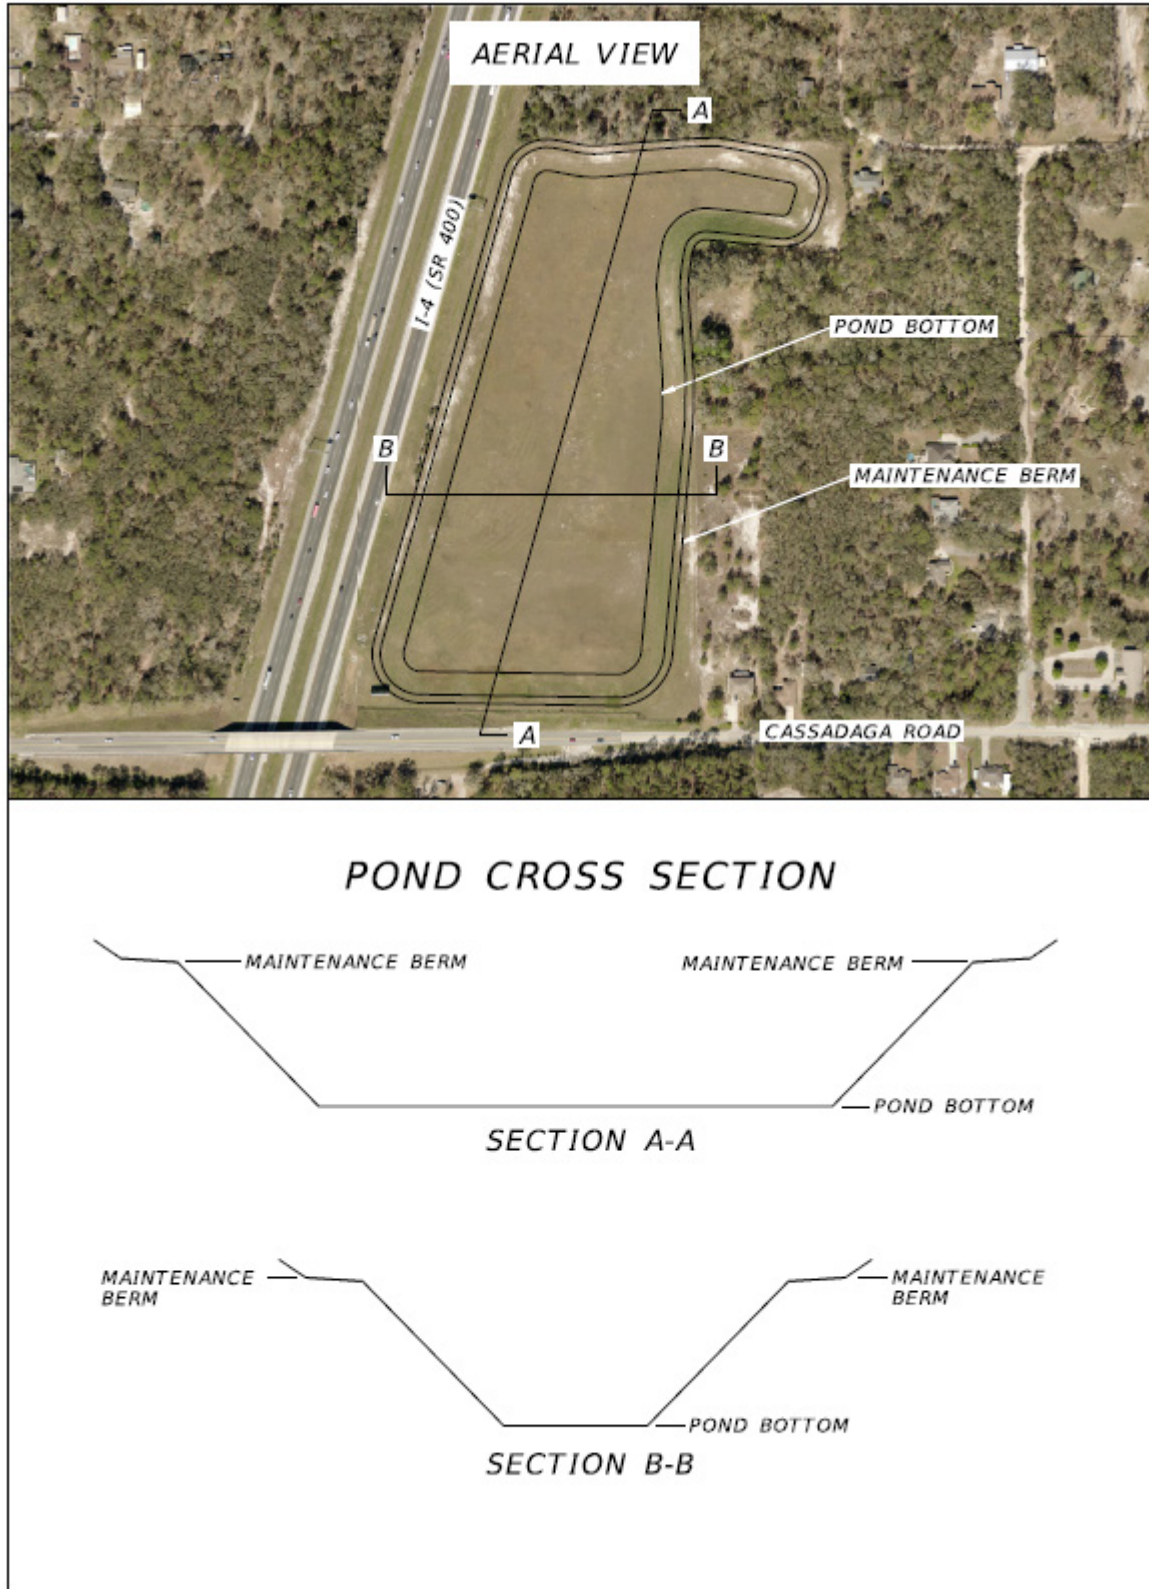 AERIAL VIEW
A
I-4 (SR 400)
POND BOTTOM
B
B
MAINTENANCE BERM
A
CASSADAGA ROAD
POND CROSS SECTION
MAINTENANCE BERM
MAINTENANCE BERM
POND BOTTOM
SECTION A-A
MAINTENANCE
BERM
MAINTENANCE
BERM
POND BOTTOM
SECTION B-B